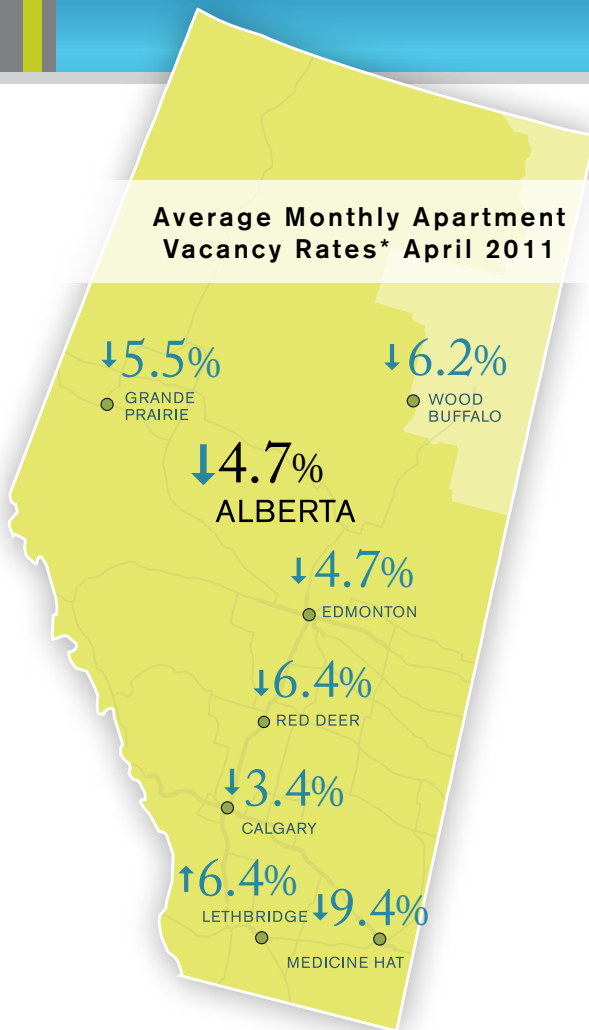 Average Monthly Apartment
Vacancy Rates* April 2011
↓5.5%
GRANDE
PRAIRIE
↓6.2%
WOOD
BUFFALO
↓4.7%
ALBERTA
↓4.7%
EDMONTON
↓6.4%
RED DEER
↓3.4%
CALGARY
↑6.4%
LETHBRIDGE
↓9.4%
MEDICINE HAT